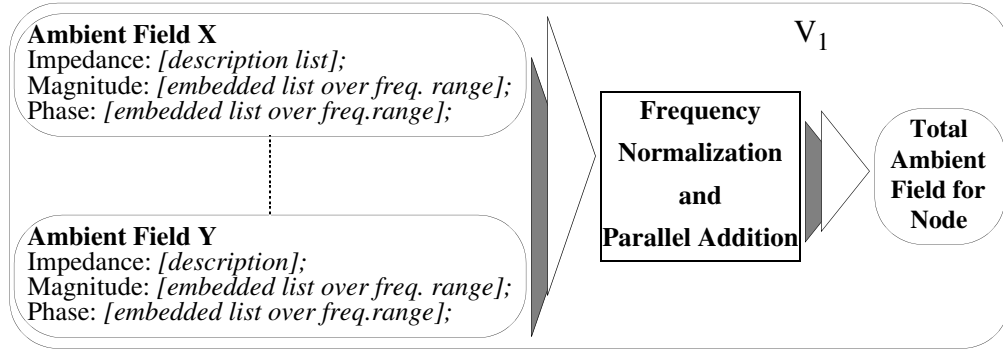 Ambient Field X
Impedance: [description list];
Magnitude: [embedded list over freq. range];
Phase: [embedded list over freq.range];
Ambient Field Y
Impedance: [description];
Magnitude: [embedded list over freq. range];
Phase: [embedded list over freq.range];
Frequency
Normalization
and
Parallel Addition
V1
Total
Ambient
Field for
Node